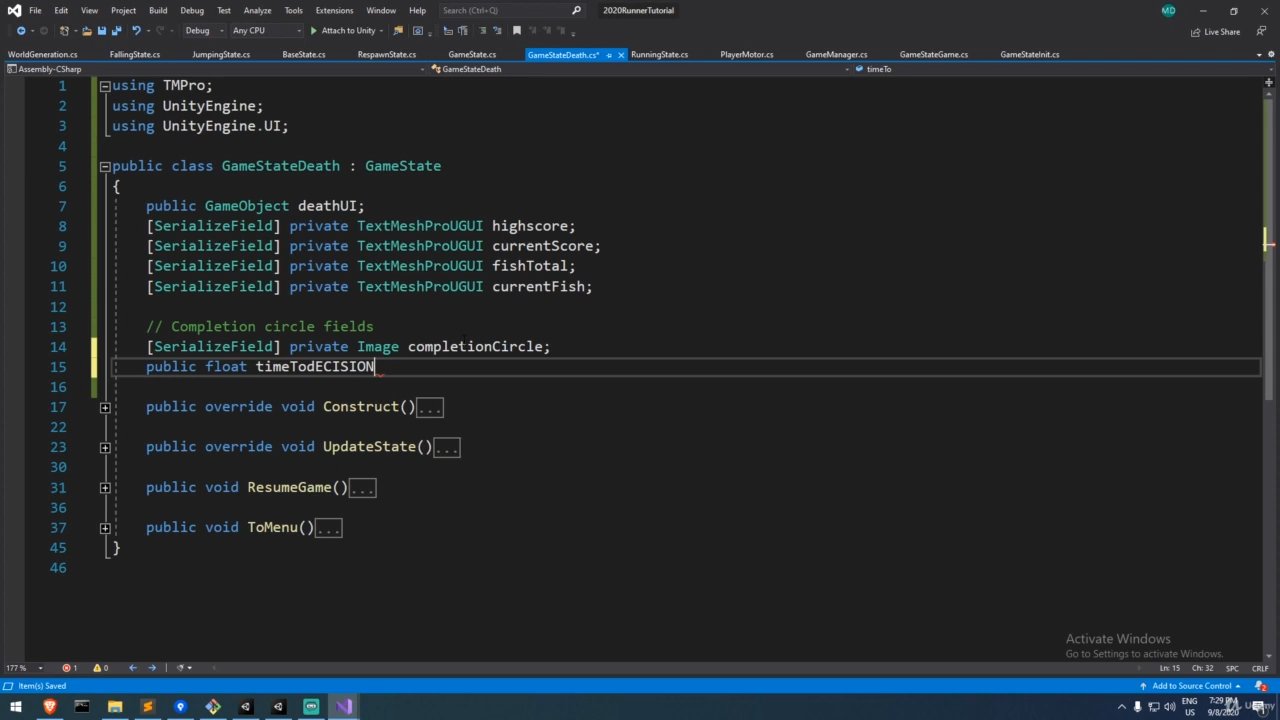 File Edit View Git Project Build Debug Test Analyze Tools Extensions Window Help Search (Ctrl+Q) 2020RunnerTutorial MD
Debug Any CPU Attach to Unity Live Share
WorldGeneration.cs FallingState.cs JumpingState.cs BaseState.cs RespawnState.cs GameState.cs GameStateDeath.cs* RunningState.cs PlayerMotor.cs GameManager.cs GameStateGame.cs GameStateInit.cs
Assembly-CSharp GameStateDeath timeTo
1 using TMPro;
2 using UnityEngine;
3 using UnityEngine.UI;
4
5 public class GameStateDeath : GameState
6 {
7 public GameObject deathUI;
8 [SerializeField] private TextMeshProUGUI highscore;
9 [SerializeField] private TextMeshProUGUI currentScore;
10 [SerializeField] private TextMeshProUGUI fishTotal;
11 [SerializeField] private TextMeshProUGUI currentFish;
12
13 // Completion circle fields
14 [SerializeField] private Image completionCircle;
15 public float timeTodECISION
16
17 public override void Construct()...
22
23 public override void UpdateState()...
30
31 public void ResumeGame()...
36
37 public void ToMenu()...
45 }
46
Activate Windows
Go to Settings to activate Windows.
177 % 1 0 Ln: 15 Ch: 32 SPC CRLF
Item(s) Saved Add to Source Control 2
ENG 7:29 PM
US 9/8/2020
Udemy